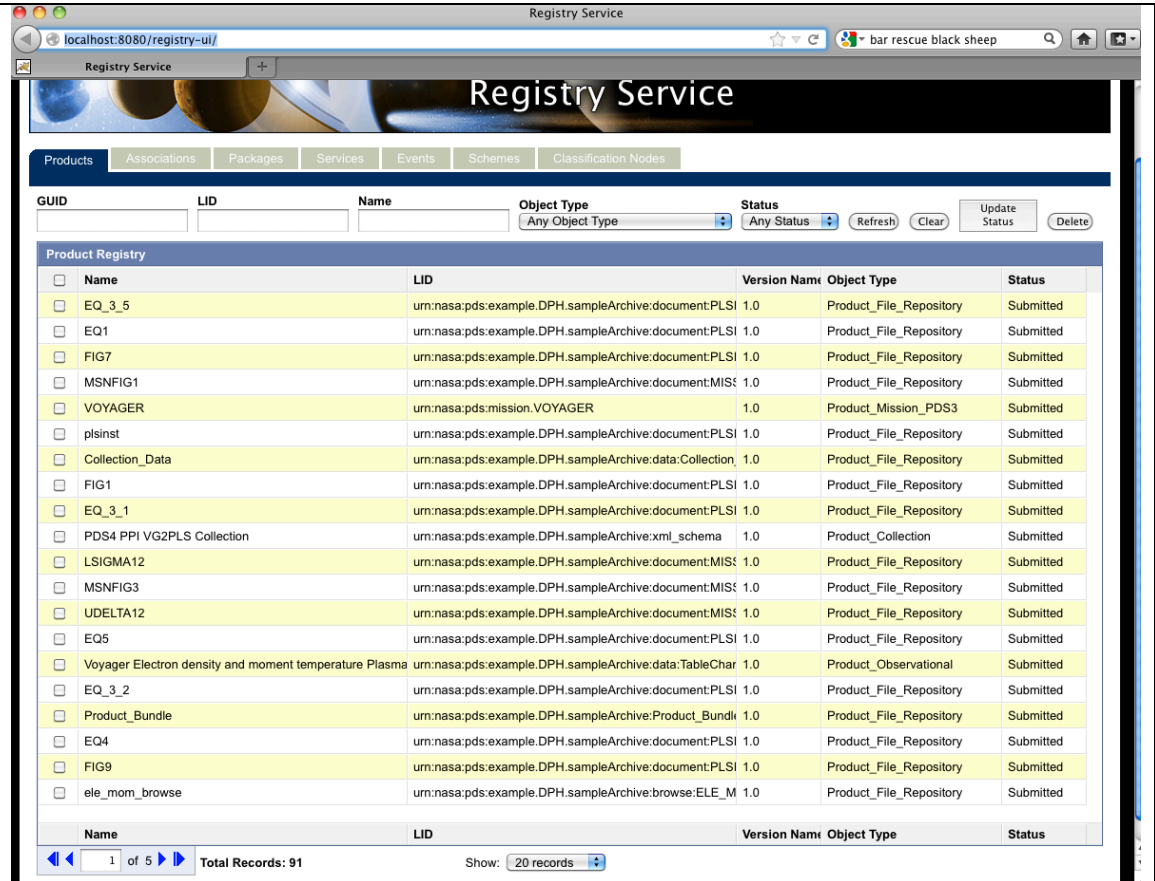 Registry Service
localhost:8080/registry-ui/
bar rescue black sheep
Registry Service
Registry Service
Products Associations Packages Services Events Schemes Classification Nodes
GUID LID Name Object Type Status
Any Object Type Any Status Refresh Clear Update Status Delete
Product Registry
Name LID Version Name Object Type Status
EQ_3_5 urn:nasa:pds:example.DPH.sampleArchive:document:PLSI 1.0 Product_File_Repository Submitted
EQ1 urn:nasa:pds:example.DPH.sampleArchive:document:PLSI 1.0 Product_File_Repository Submitted
FIG7 urn:nasa:pds:example.DPH.sampleArchive:document:PLSI 1.0 Product_File_Repository Submitted
MSNFIG1 urn:nasa:pds:example.DPH.sampleArchive:document:MISS 1.0 Product_File_Repository Submitted
VOYAGER urn:nasa:pds:mission.VOYAGER 1.0 Product_Mission_PDS3 Submitted
plsinst urn:nasa:pds:example.DPH.sampleArchive:document:PLSI 1.0 Product_File_Repository Submitted
Collection_Data urn:nasa:pds:example.DPH.sampleArchive:data:Collection_ 1.0 Product_File_Repository Submitted
FIG1 urn:nasa:pds:example.DPH.sampleArchive:document:PLSI 1.0 Product_File_Repository Submitted
EQ_3_1 urn:nasa:pds:example.DPH.sampleArchive:document:PLSI 1.0 Product_File_Repository Submitted
PDS4 PPI VG2PLS Collection urn:nasa:pds:example.DPH.sampleArchive:xml_schema 1.0 Product_Collection Submitted
LSIGMA12 urn:nasa:pds:example.DPH.sampleArchive:document:MISS 1.0 Product_File_Repository Submitted
MSNFIG3 urn:nasa:pds:example.DPH.sampleArchive:document:MISS 1.0 Product_File_Repository Submitted
UDELTA12 urn:nasa:pds:example.DPH.sampleArchive:document:MISS 1.0 Product_File_Repository Submitted
EQ5 urn:nasa:pds:example.DPH.sampleArchive:document:PLSI 1.0 Product_File_Repository Submitted
Voyager Electron density and moment temperature Plasma urn:nasa:pds:example.DPH.sampleArchive:data:TableChar 1.0 Product_Observational Submitted
EQ_3_2 urn:nasa:pds:example.DPH.sampleArchive:document:PLSI 1.0 Product_File_Repository Submitted
Product_Bundle urn:nasa:pds:example.DPH.sampleArchive:Product_Bundle 1.0 Product_File_Repository Submitted
EQ4 urn:nasa:pds:example.DPH.sampleArchive:document:PLSI 1.0 Product_File_Repository Submitted
FIG9 urn:nasa:pds:example.DPH.sampleArchive:document:PLSI 1.0 Product_File_Repository Submitted
ele_mom_browse urn:nasa:pds:example.DPH.sampleArchive:browse:ELE_M 1.0 Product_File_Repository Submitted
Name LID Version Name Object Type Status
1 of 5 Total Records: 91 Show: 20 records